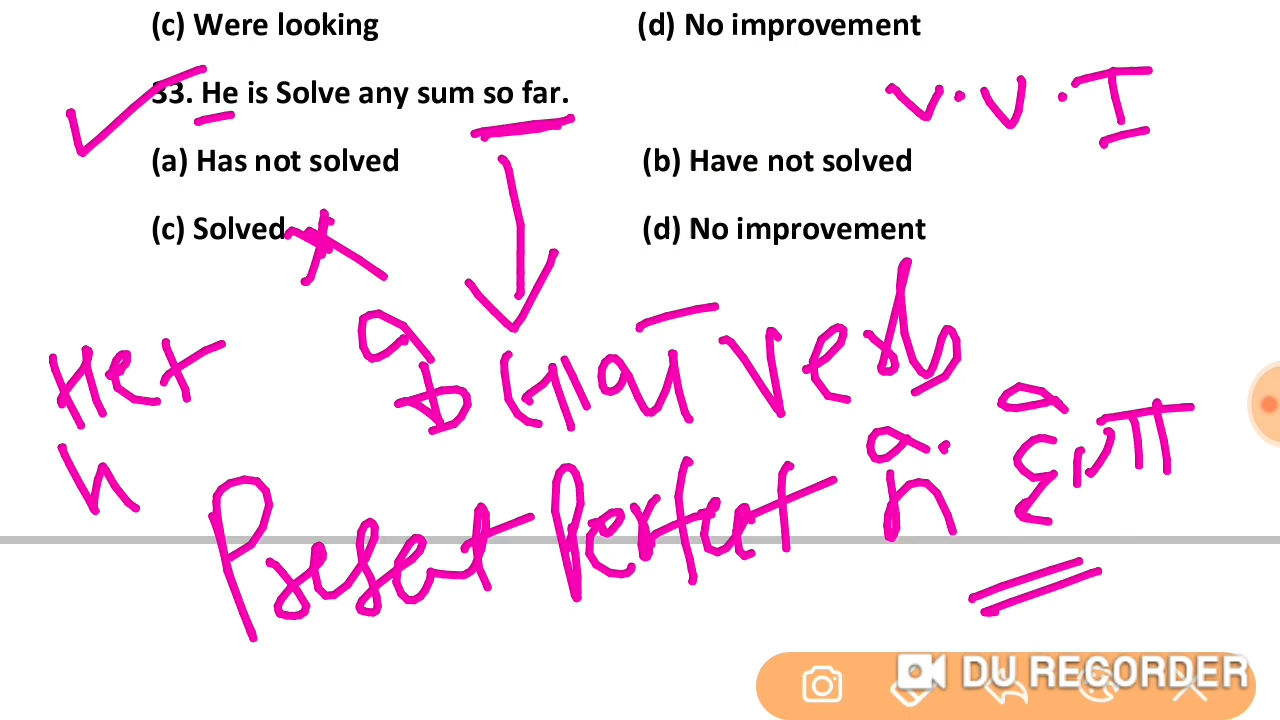 (c) Were looking (d) No improvement
33. He is Solve any sum so far. V.V.I
(a) Has not solved (b) Have not solved
(c) Solved (d) No improvement
Verb
Present Perfect में होगा
DU RECORDER